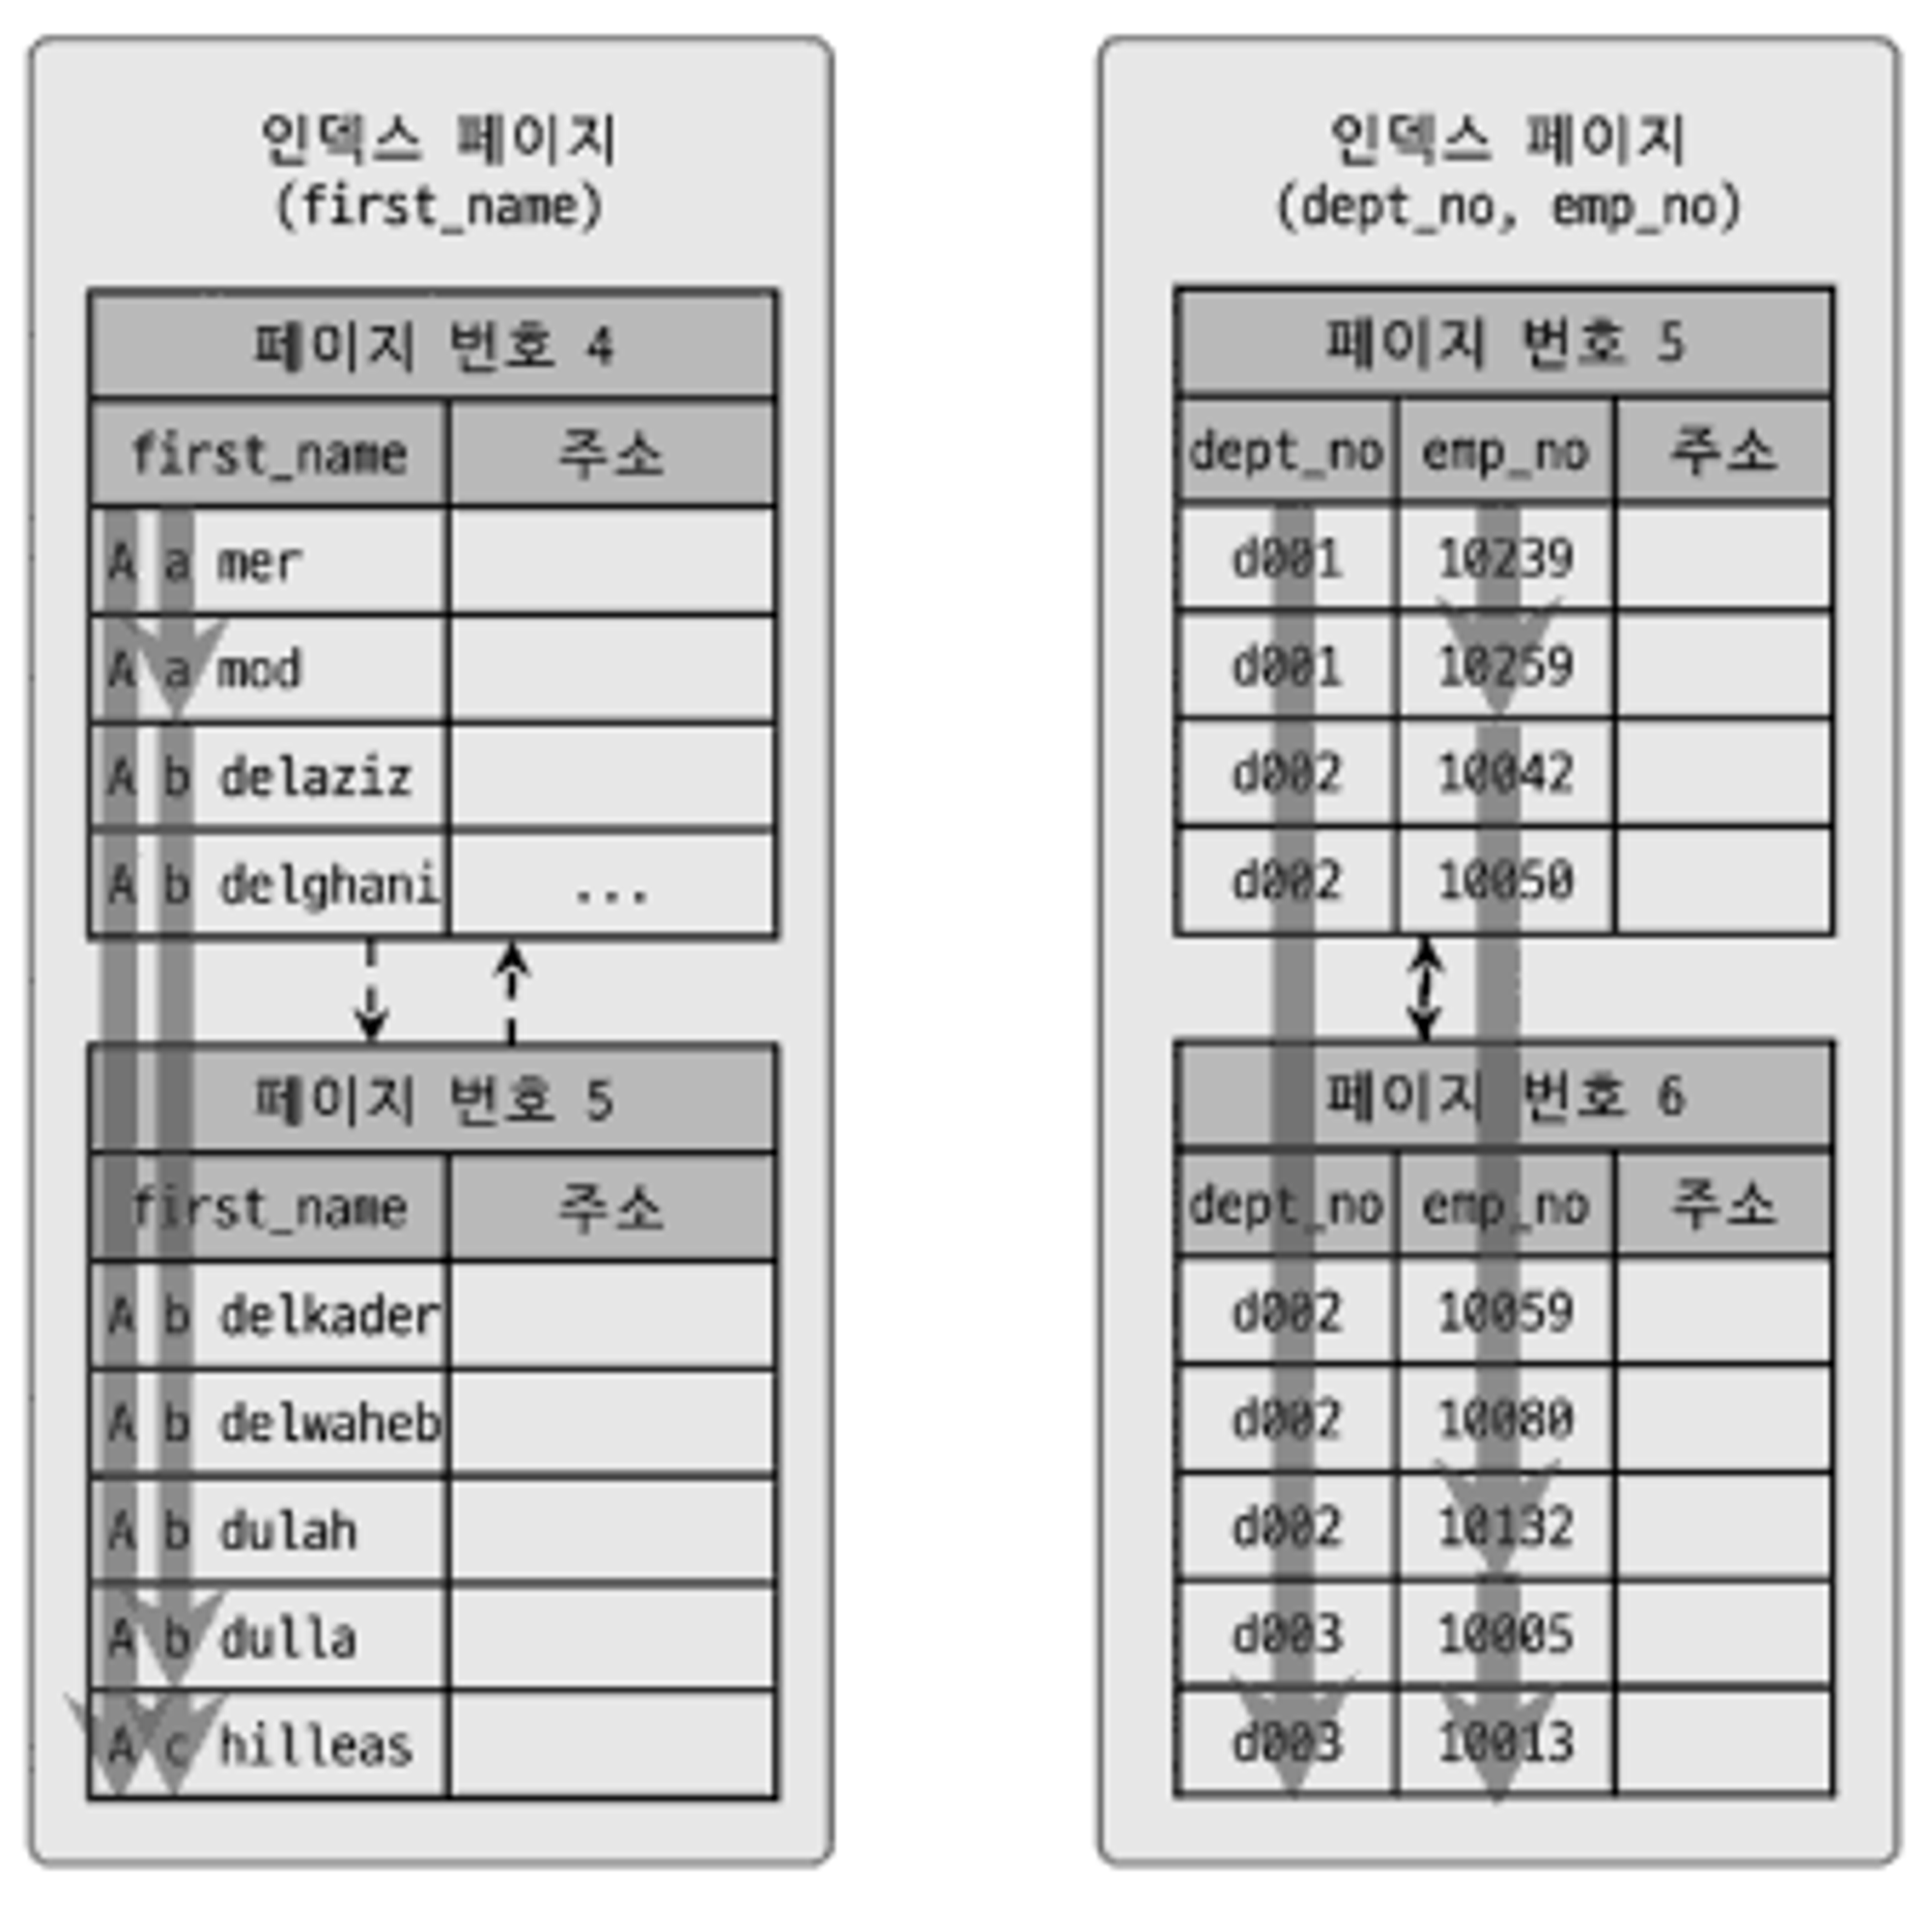 인덱스 페이지
(first_name)
페이지 번호 4
first_name 주소
A a mer
A a mod
A b delaziz
A b delghani ...
페이지 번호 5
first_name 주소
A b delkader
A b delwaheb
A b dulah
A b dulla
A c hilleas
인덱스 페이지
(dept_no, emp_no)
페이지 번호 5
dept_no emp_no 주소
d001 10239
d001 10259
d002 10042
d002 10050
페이지 번호 6
dept_no emp_no 주소
d002 10059
d002 10080
d002 10132
d003 10005
d003 10013